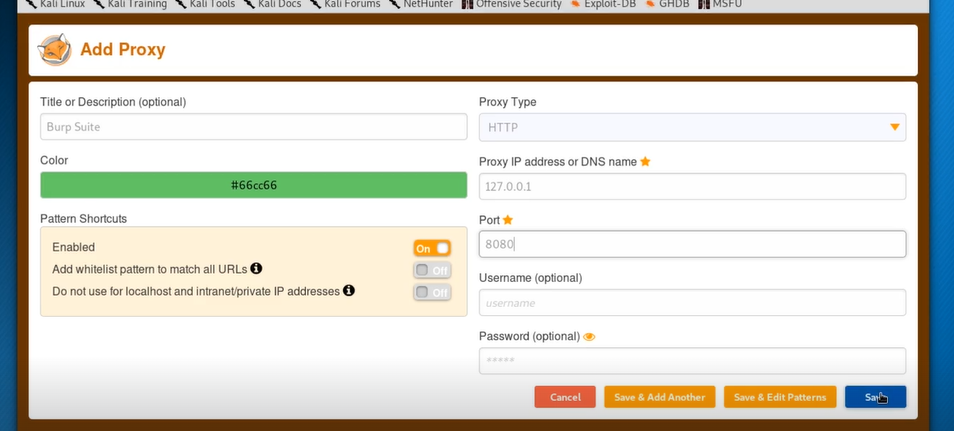 Kali Linux Kali Training Kali Tools Kali Docs Kali Forums NetHunter Offensive Security Exploit-DB GHDB MSFU
Add Proxy
Title or Description (optional)
Burp Suite
Color
#66cc66
Pattern Shortcuts
Enabled
On
Add whitelist pattern to match all URLs
Off
Do not use for localhost and intranet/private IP addresses
Off
Proxy Type
HTTP
Proxy IP address or DNS name
127.0.0.1
Port
8080
Username (optional)
username
Password (optional)
*****
Cancel Save & Add Another Save & Edit Patterns Save